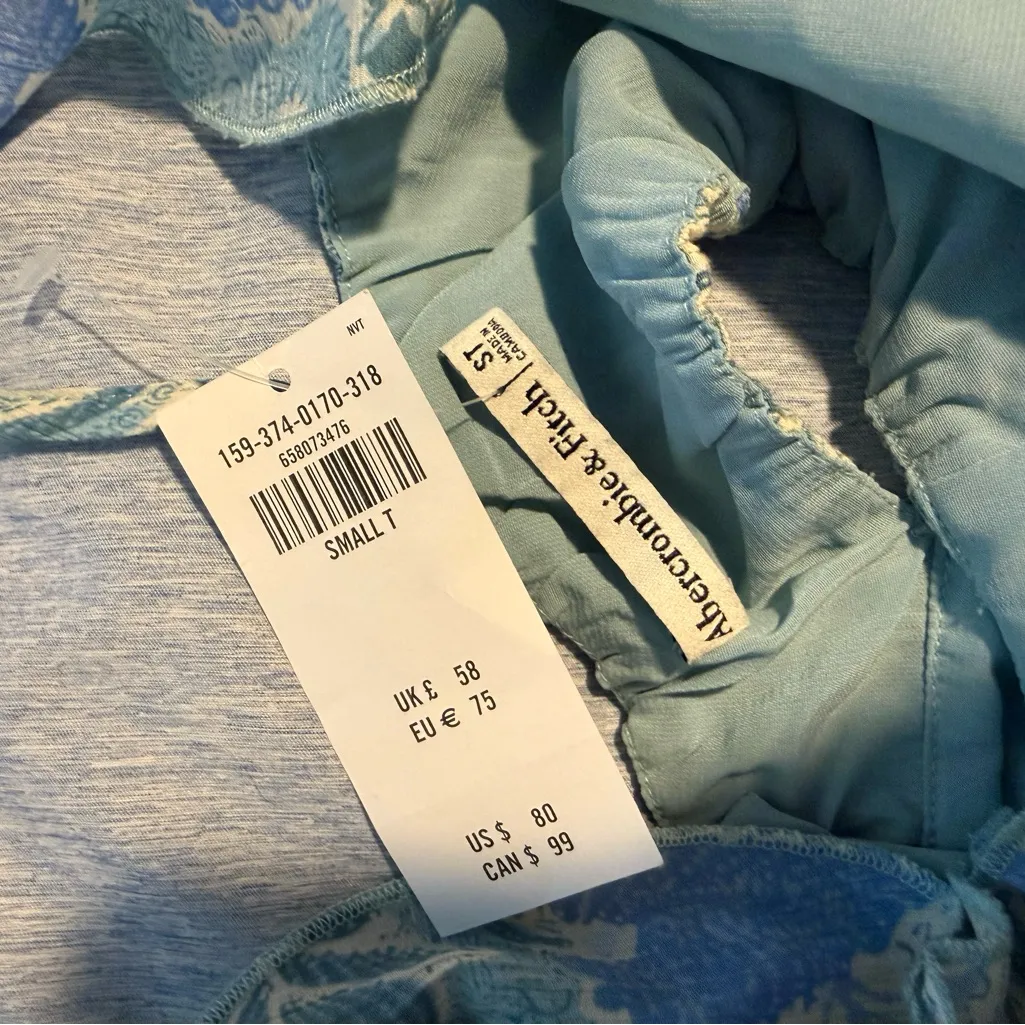 NVT
159-374-0170-318
658073476
SMALL T
UK £ 58
EU € 75
US $ 80
CAN $ 99
Abercrombie & Fitch
ST
MADE IN
CAMBODIA